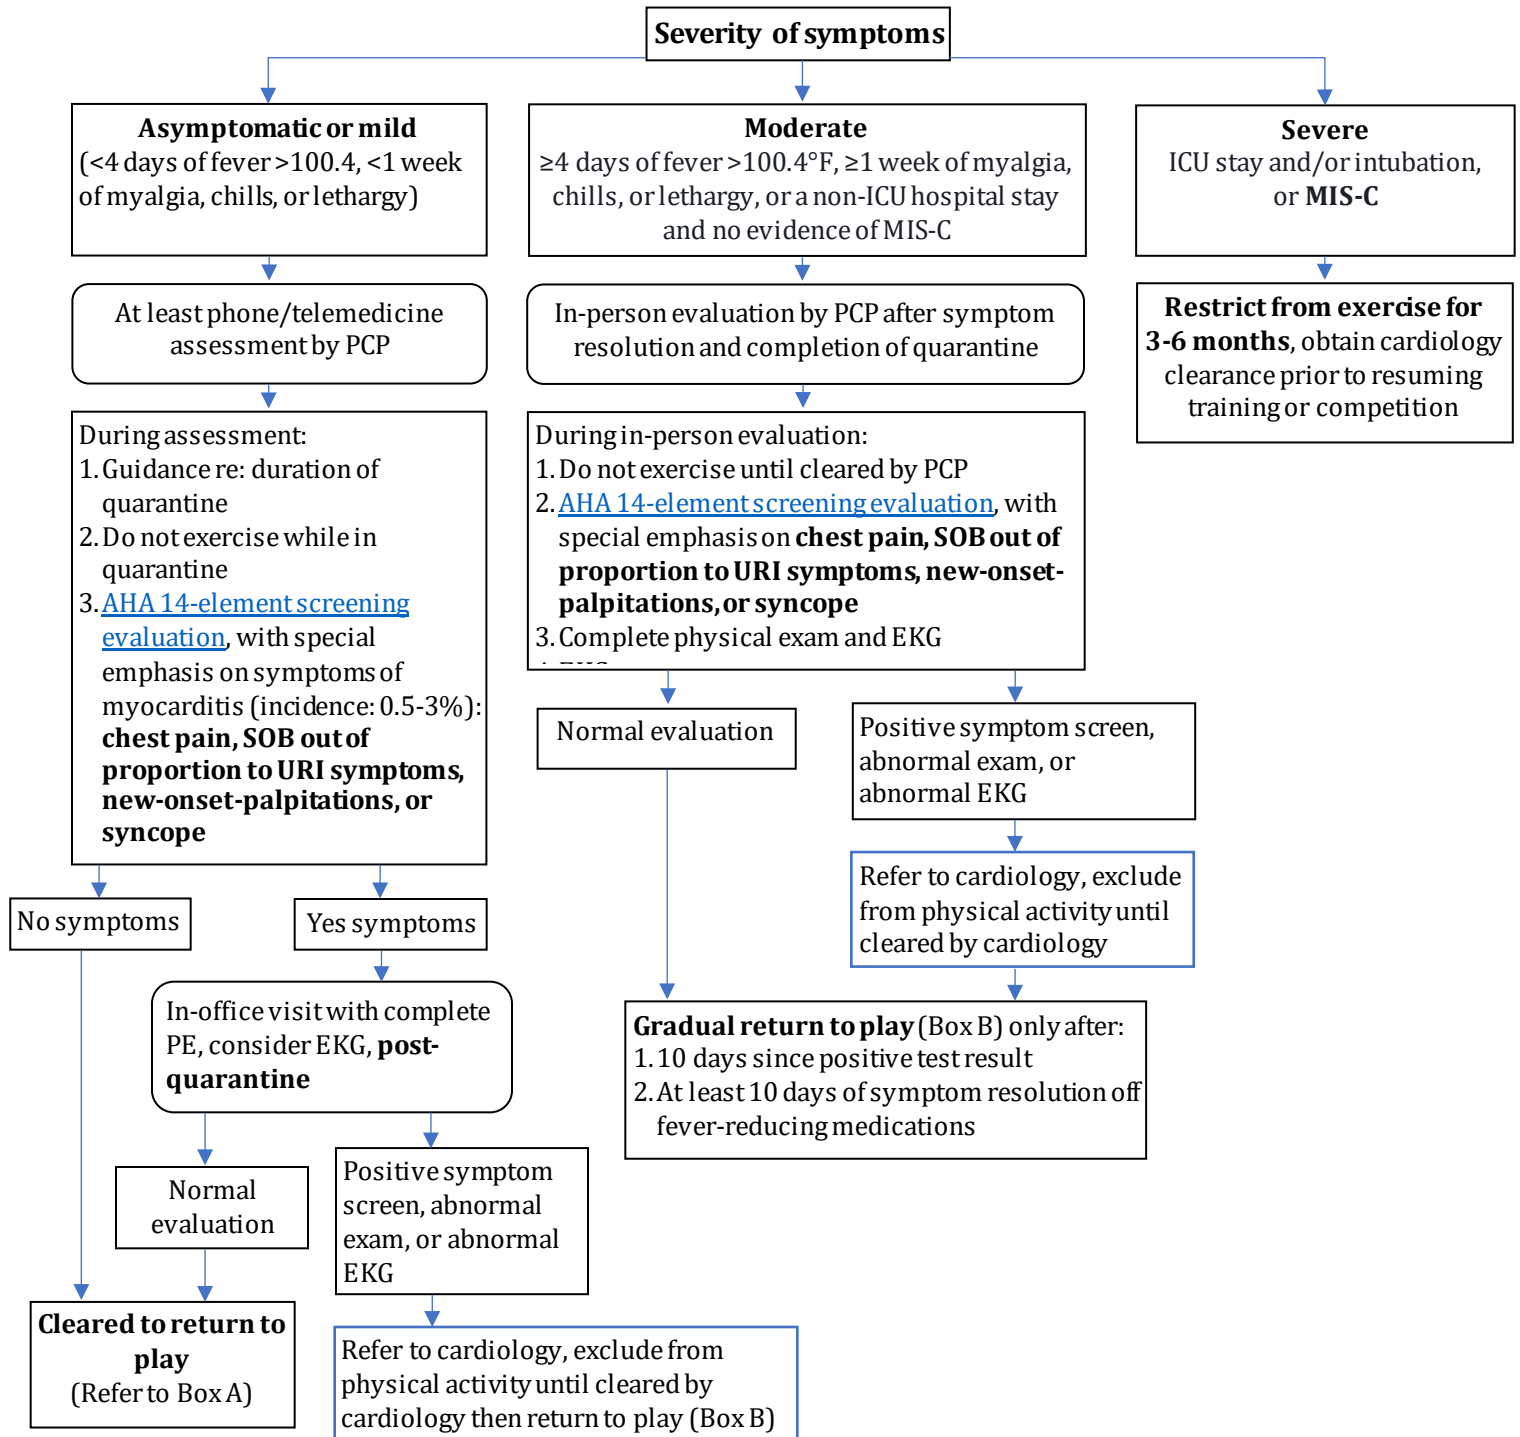 Severity of symptoms
Asymptomatic or mild
(<4 days of fever >100.4, <1 week
of myalgia, chills, or lethargy)
Moderate
≥4 days of fever >100.4°F, ≥1 week of myalgia,
chills, or lethargy, or a non-ICU hospital stay
and no evidence of MIS-C
Severe
ICU stay and/or intubation,
or MIS-C
At least phone/telemedicine
assessment by PCP
In-person evaluation by PCP after symptom
resolution and completion of quarantine
Restrict from exercise for
3-6 months, obtain cardiology
clearance prior to resuming
training or competition
During assessment:
1. Guidance re: duration of
quarantine
2. Do not exercise while in
quarantine
3. AHA 14-element screening
evaluation, with special
emphasis on symptoms of
myocarditis (incidence: 0.5-3%):
chest pain, SOB out of
proportion to URI symptoms,
new-onset-palpitations, or
syncope
During in-person evaluation:
1. Do not exercise until cleared by PCP
2. AHA 14-element screening evaluation, with
special emphasis on chest pain, SOB out of
proportion to URI symptoms, new-onset-
palpitations, or syncope
3. Complete physical exam and EKG
Normal evaluation
Positive symptom screen,
abnormal exam, or
abnormal EKG
Refer to cardiology, exclude
from physical activity until
cleared by cardiology
No symptoms
Yes symptoms
In-office visit with complete
PE, consider EKG, post-
quarantine
Gradual return to play (Box B) only after:
1. 10 days since positive test result
2. At least 10 days of symptom resolution off
fever-reducing medications
Normal
evaluation
Positive symptom
screen, abnormal
exam, or abnormal
EKG
Cleared to return to
play
(Refer to Box A)
Refer to cardiology, exclude from
physical activity until cleared by
cardiology then return to play (Box B)